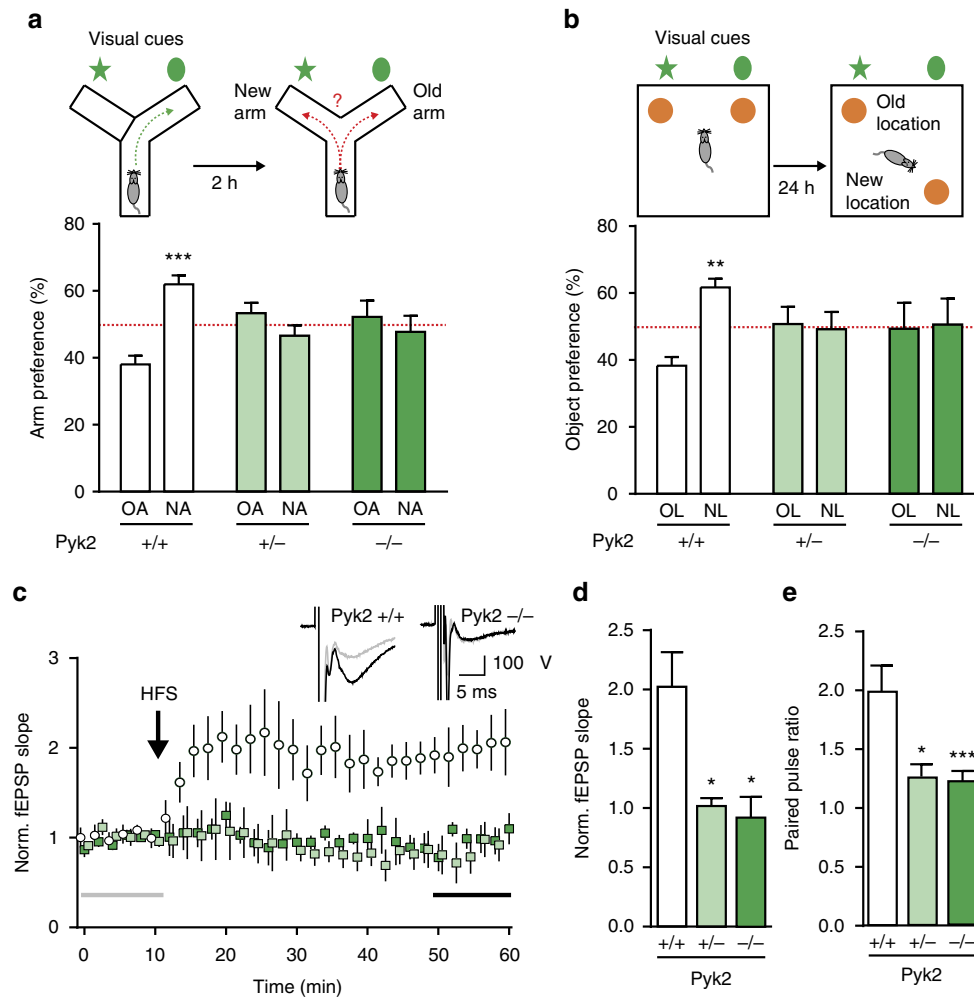 a
Visual cues
New arm
?
Old arm
2 h
Arm preference (%)
80
60
40
20
0
***
OA NA OA NA OA NA
Pyk2 +/+ +/– –/–
b
Visual cues
Old location
New location
24 h
Object preference (%)
80
60
40
20
0
**
OL NL OL NL OL NL
Pyk2 +/+ +/– –/–
c
Pyk2 +/+
Pyk2 –/–
100 V
5 ms
HFS
Norm. fEPSP slope
3
2
1
0
0 10 20 30 40 50 60
Time (min)
d
Norm. fEPSP slope
2.5
2.0
1.5
1.0
0.5
0.0
* *
+/+ +/– –/–
Pyk2
e
Paired pulse ratio
2.5
2.0
1.5
1.0
0.5
0.0
* ***
+/+ +/– –/–
Pyk2